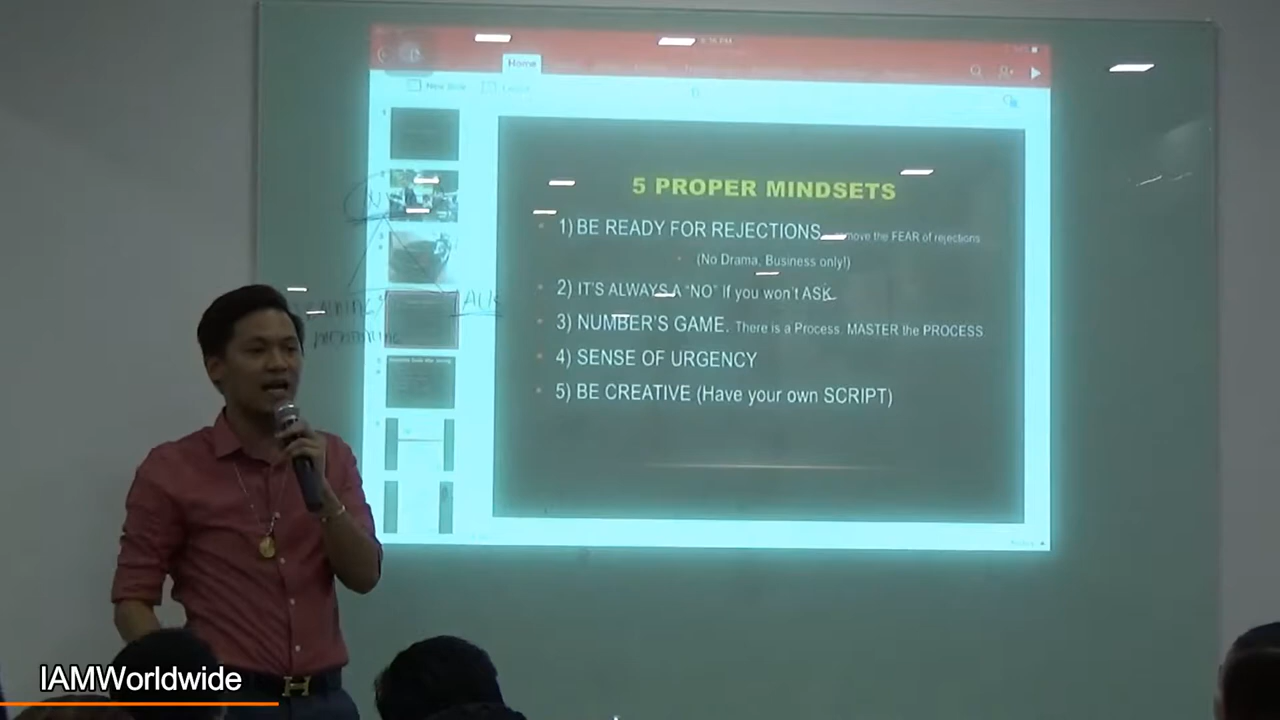 Home
New Slide
5 PROPER MINDSETS
1) BE READY FOR REJECTIONS the FEAR of rejections
(No Drama, Business only!)
2) IT'S ALWAYS A "NO" If you won't ASK
3) NUMBER'S GAME. There is a Process. MASTER the PROCESS
4) SENSE OF URGENCY
5) BE CREATIVE (Have your own SCRIPT)
IAMWorldwide